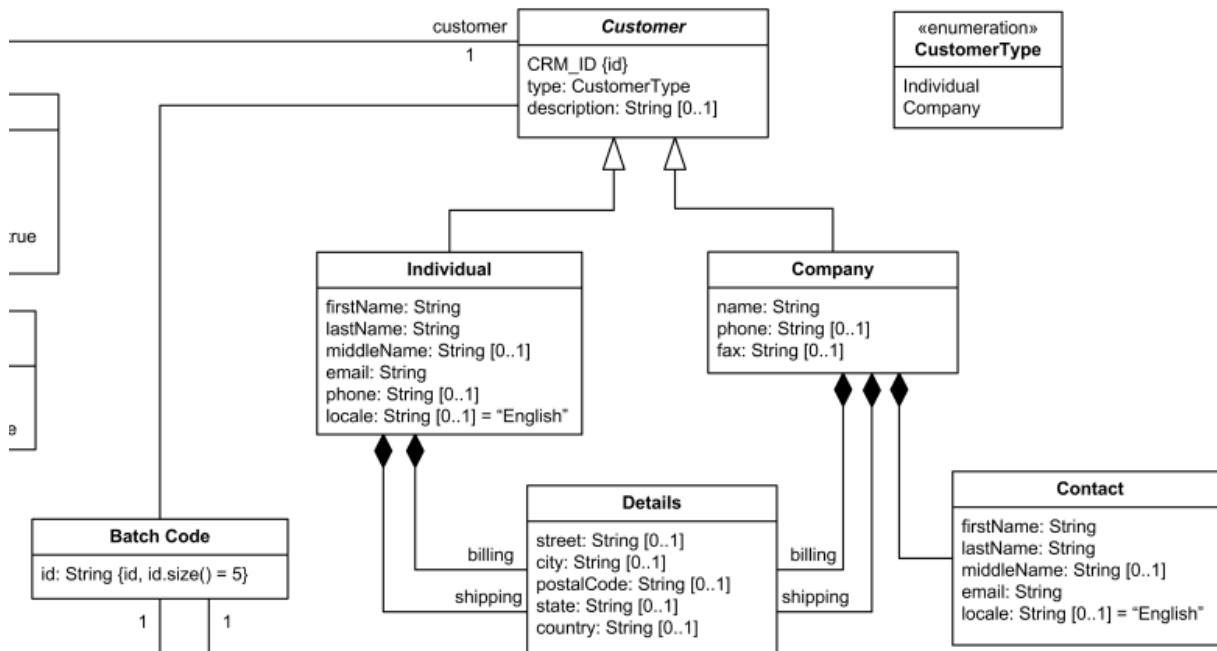 customer
1
Customer
CRM_ID {id}
type: CustomerType
description: String [0..1]
«enumeration»
CustomerType
Individual
Company
true
e
Individual
firstName: String
lastName: String
middleName: String [0..1]
email: String
phone: String [0..1]
locale: String [0..1] = “English”
Company
name: String
phone: String [0..1]
fax: String [0..1]
Batch Code
id: String {id, id.size() = 5}
1
1
billing
shipping
Details
street: String [0..1]
city: String [0..1]
postalCode: String [0..1]
state: String [0..1]
country: String [0..1]
billing
shipping
Contact
firstName: String
lastName: String
middleName: String [0..1]
email: String
locale: String [0..1] = “English”